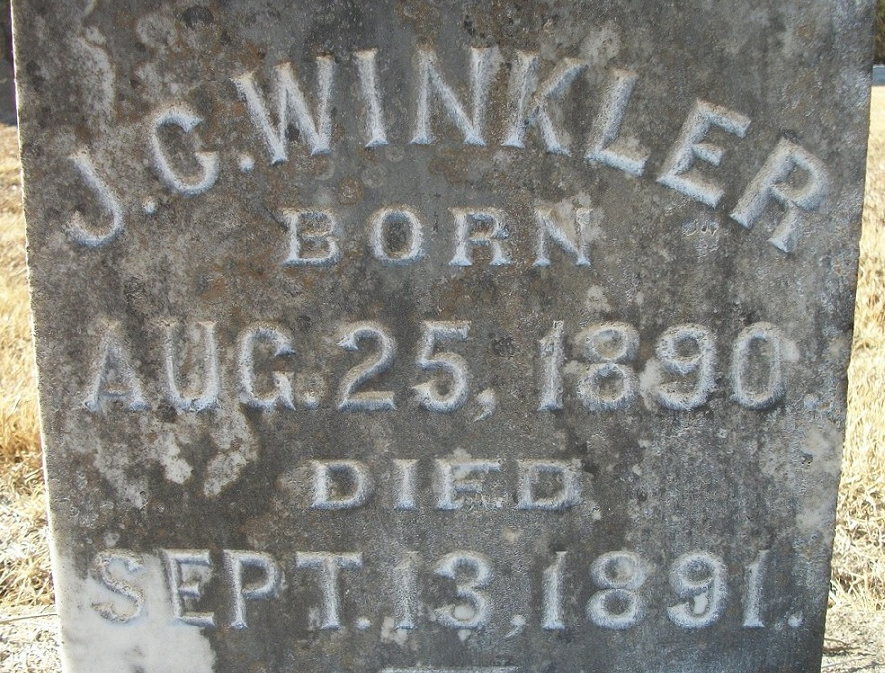 J.C.WINKLER
BORN
AUG.25,1890.
DIED
SEPT.13,1891.